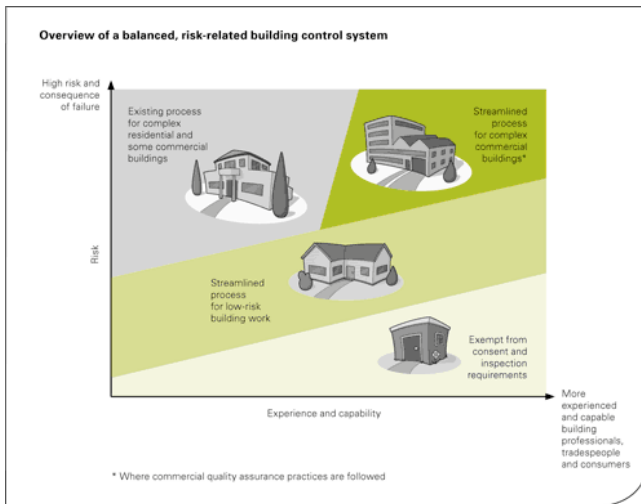 Overview of a balanced, risk-related building control system
High risk and
consequence
of failure
Existing process
for complex
residential and
some commercial
buildings
Streamlined
process
for complex
commercial
buildings*
Risk
Streamlined
process
for low-risk
building work
Exempt from
consent and
inspection
requirements
Experience and capability
More
experienced
and capable
building
professionals,
tradespeople
and consumers
* Where commercial quality assurance practices are followed